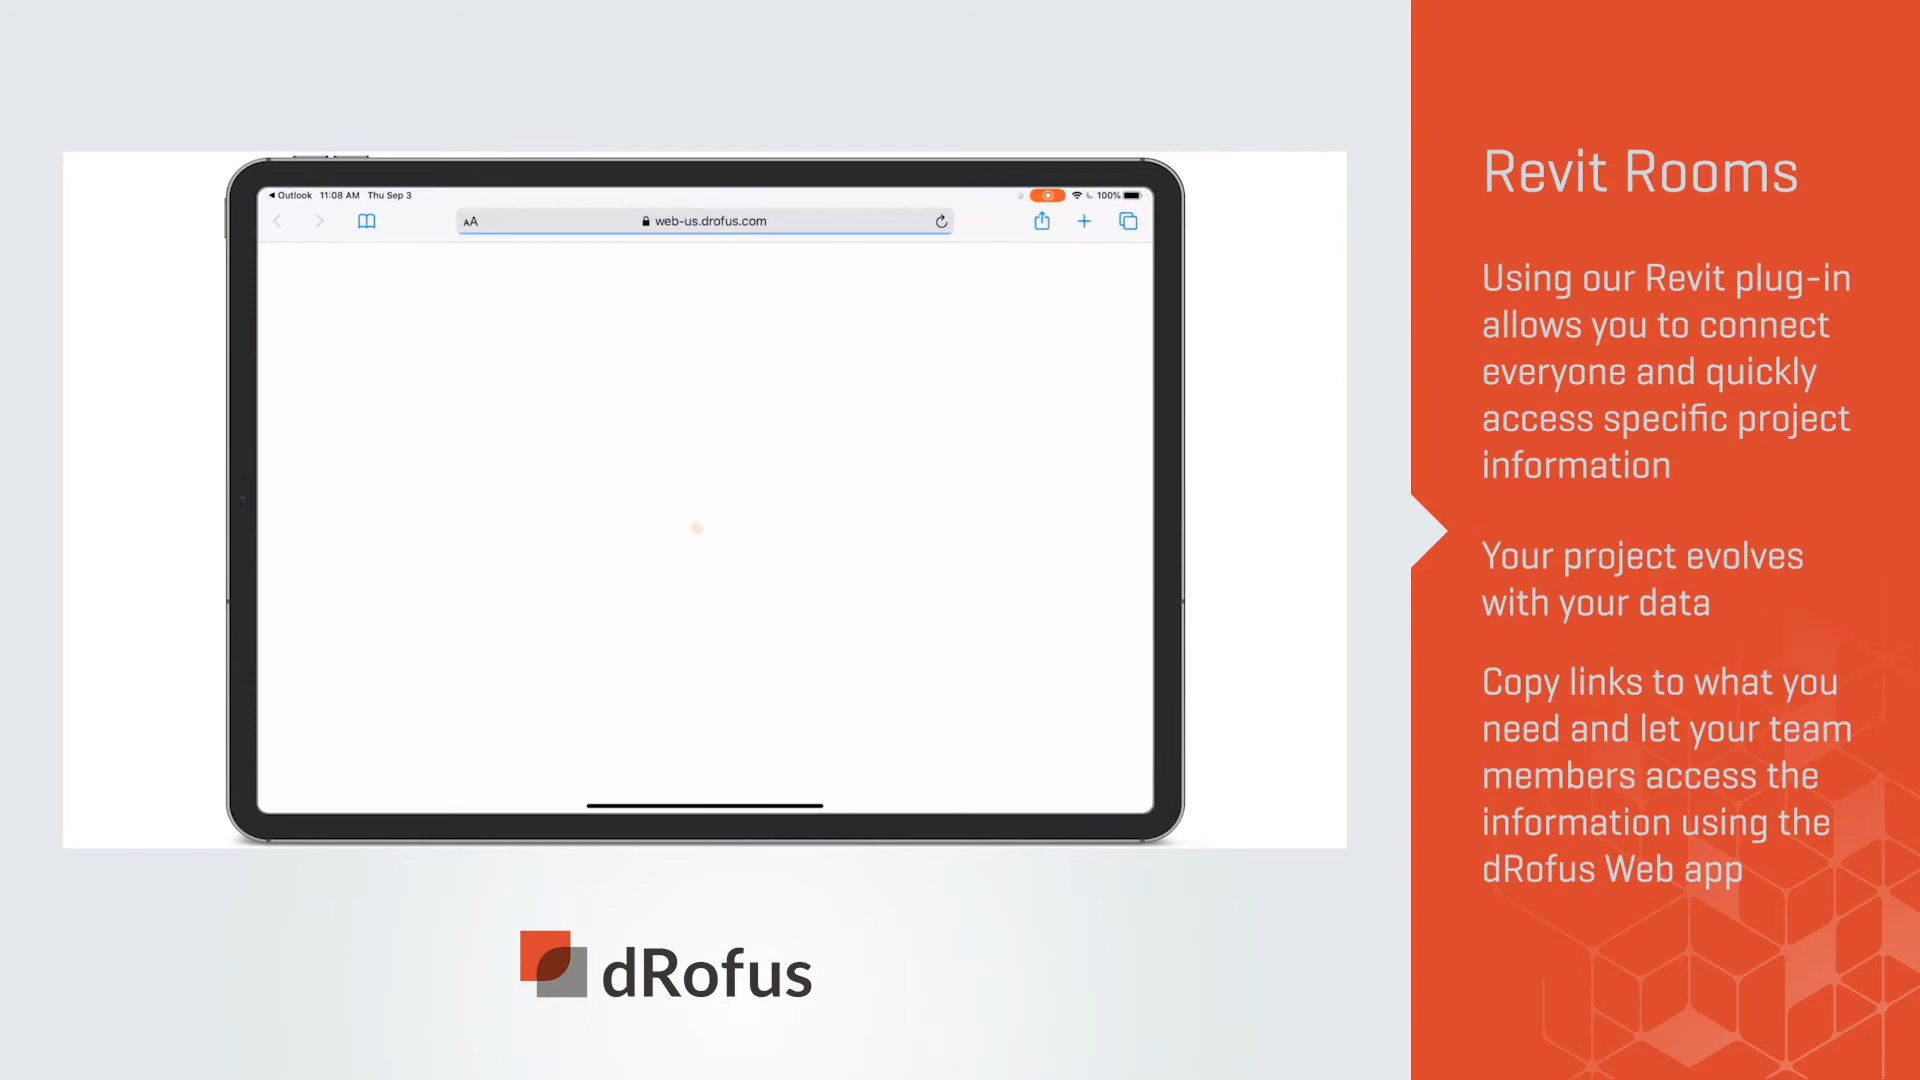 Outlook 11:08 AM Thu Sep 3
100%
AA
web-us.drofus.com
dRofus
Revit Rooms
Using our Revit plug-in
allows you to connect
everyone and quickly
access specific project
information
Your project evolves
with your data
Copy links to what you
need and let your team
members access the
information using the
dRofus Web app